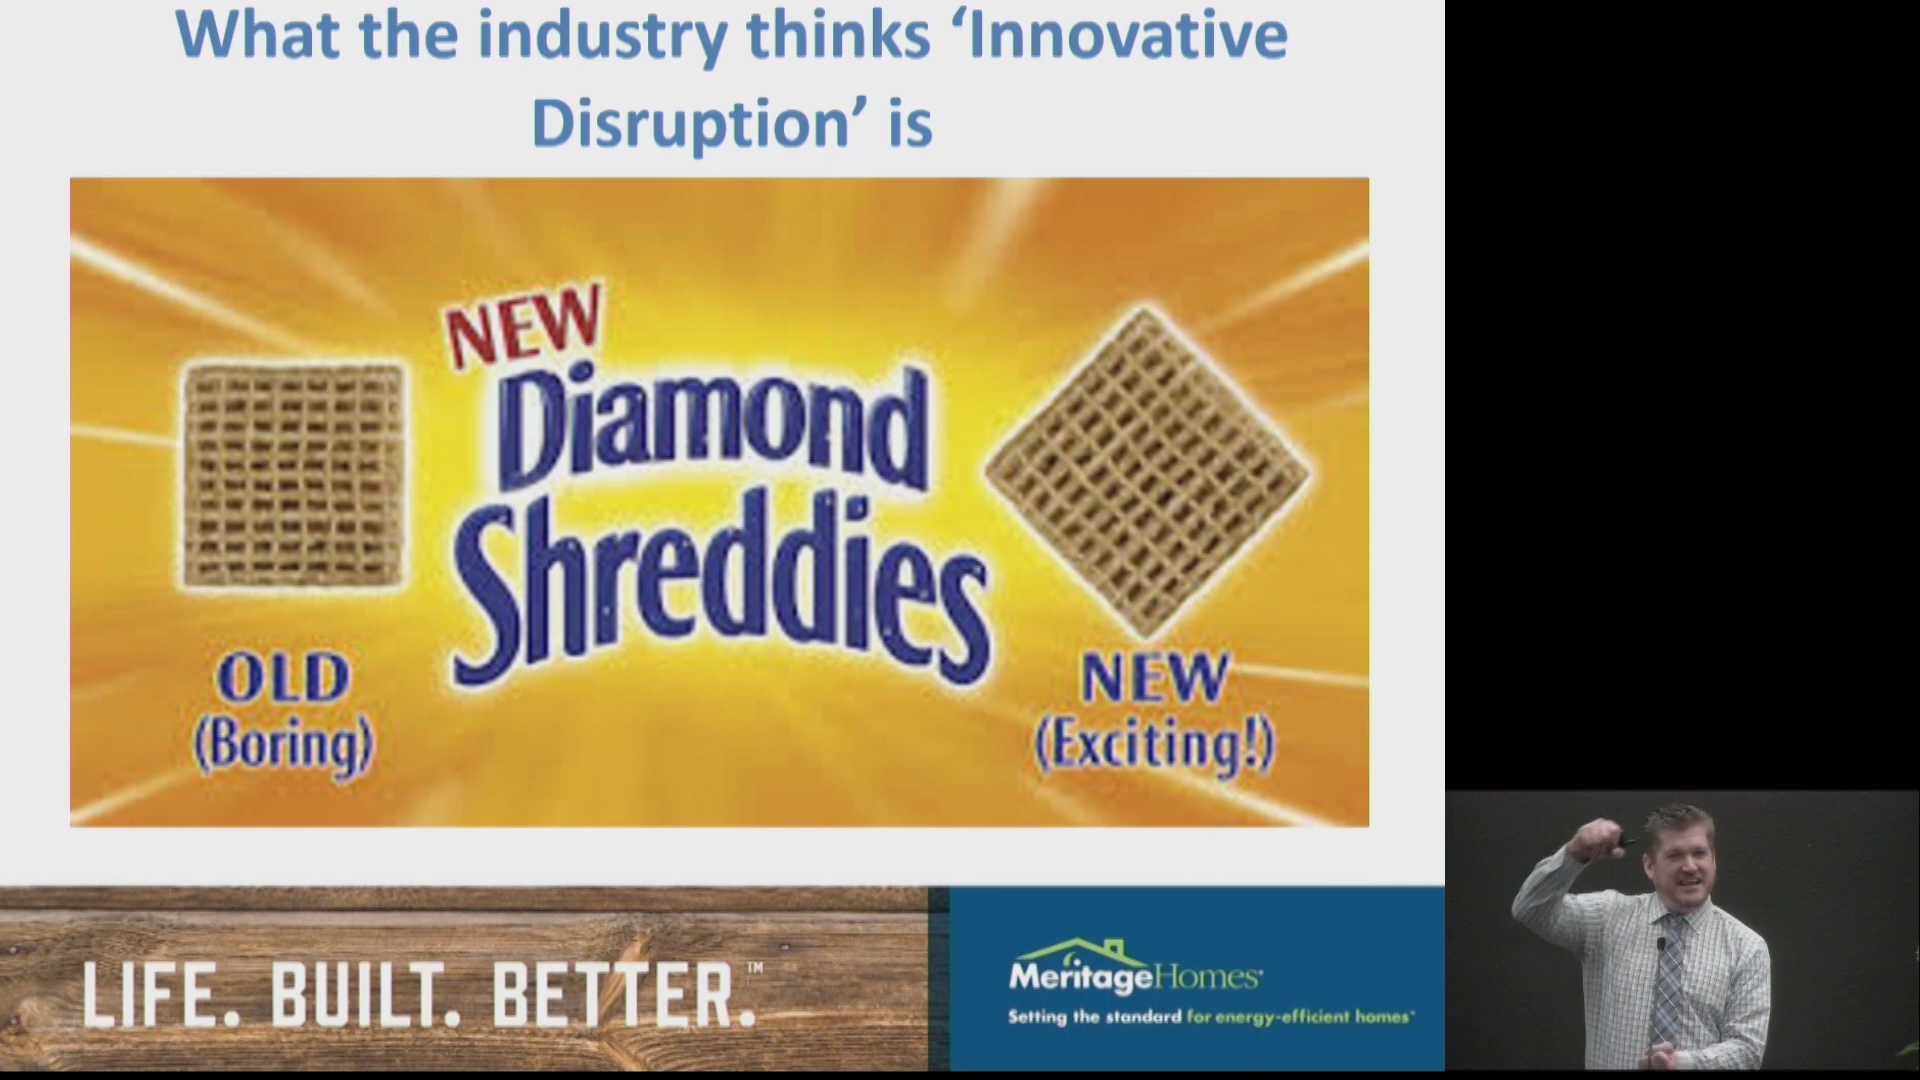 What the industry thinks ‘Innovative
Disruption’ is
NEW
Diamond
Shreddies
OLD
(Boring)
NEW
(Exciting!)
LIFE. BUILT. BETTER.™
MeritageHomes®
Setting the standard for energy-efficient homes®